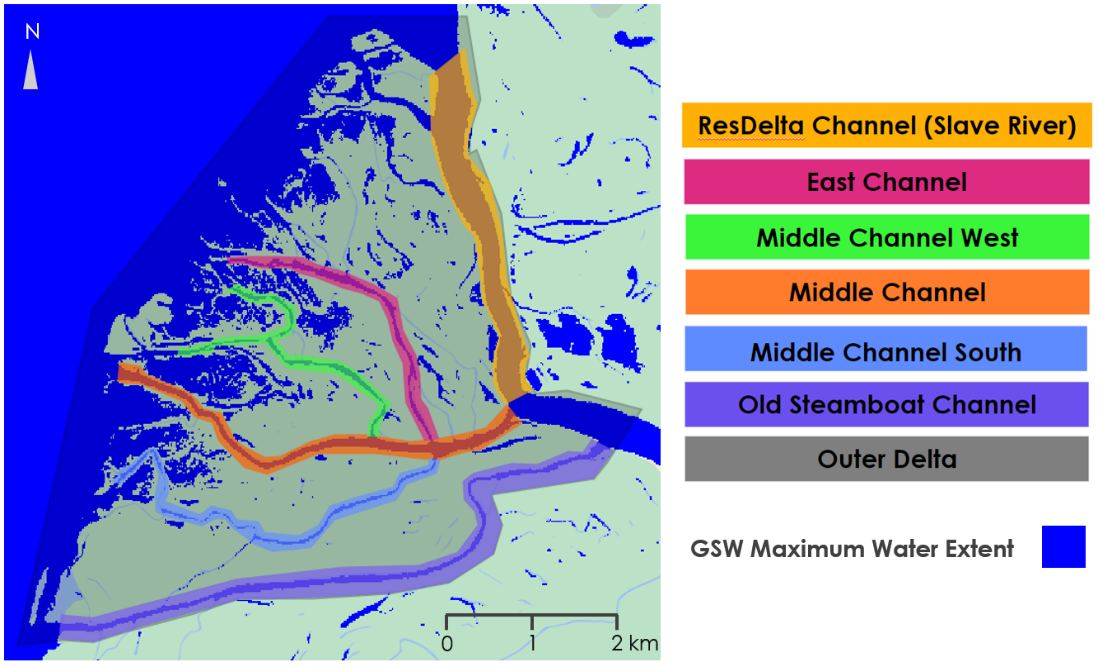 N
ResDelta Channel (Slave River)
East Channel
Middle Channel West
Middle Channel
Middle Channel South
Old Steamboat Channel
Outer Delta
GSW Maximum Water Extent
0 1 2 km